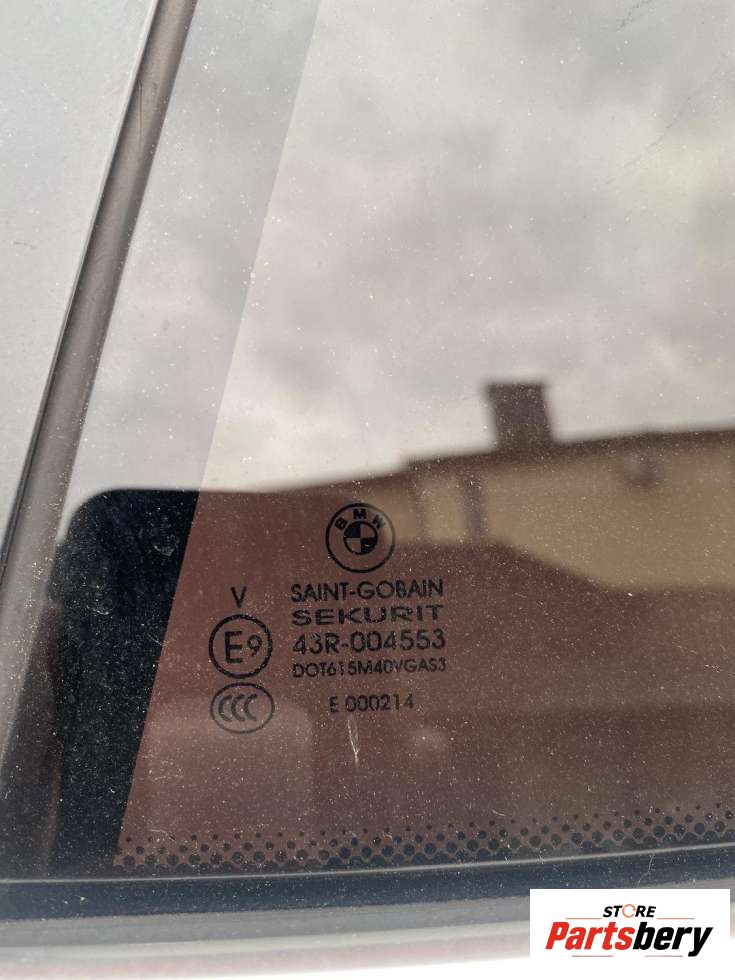 BMW
V
SAINT-GOBAIN
SEKURIT
E9
43R-004553
DOT615M40VGAS3
CCC
E 000214
STORE
Partsbery